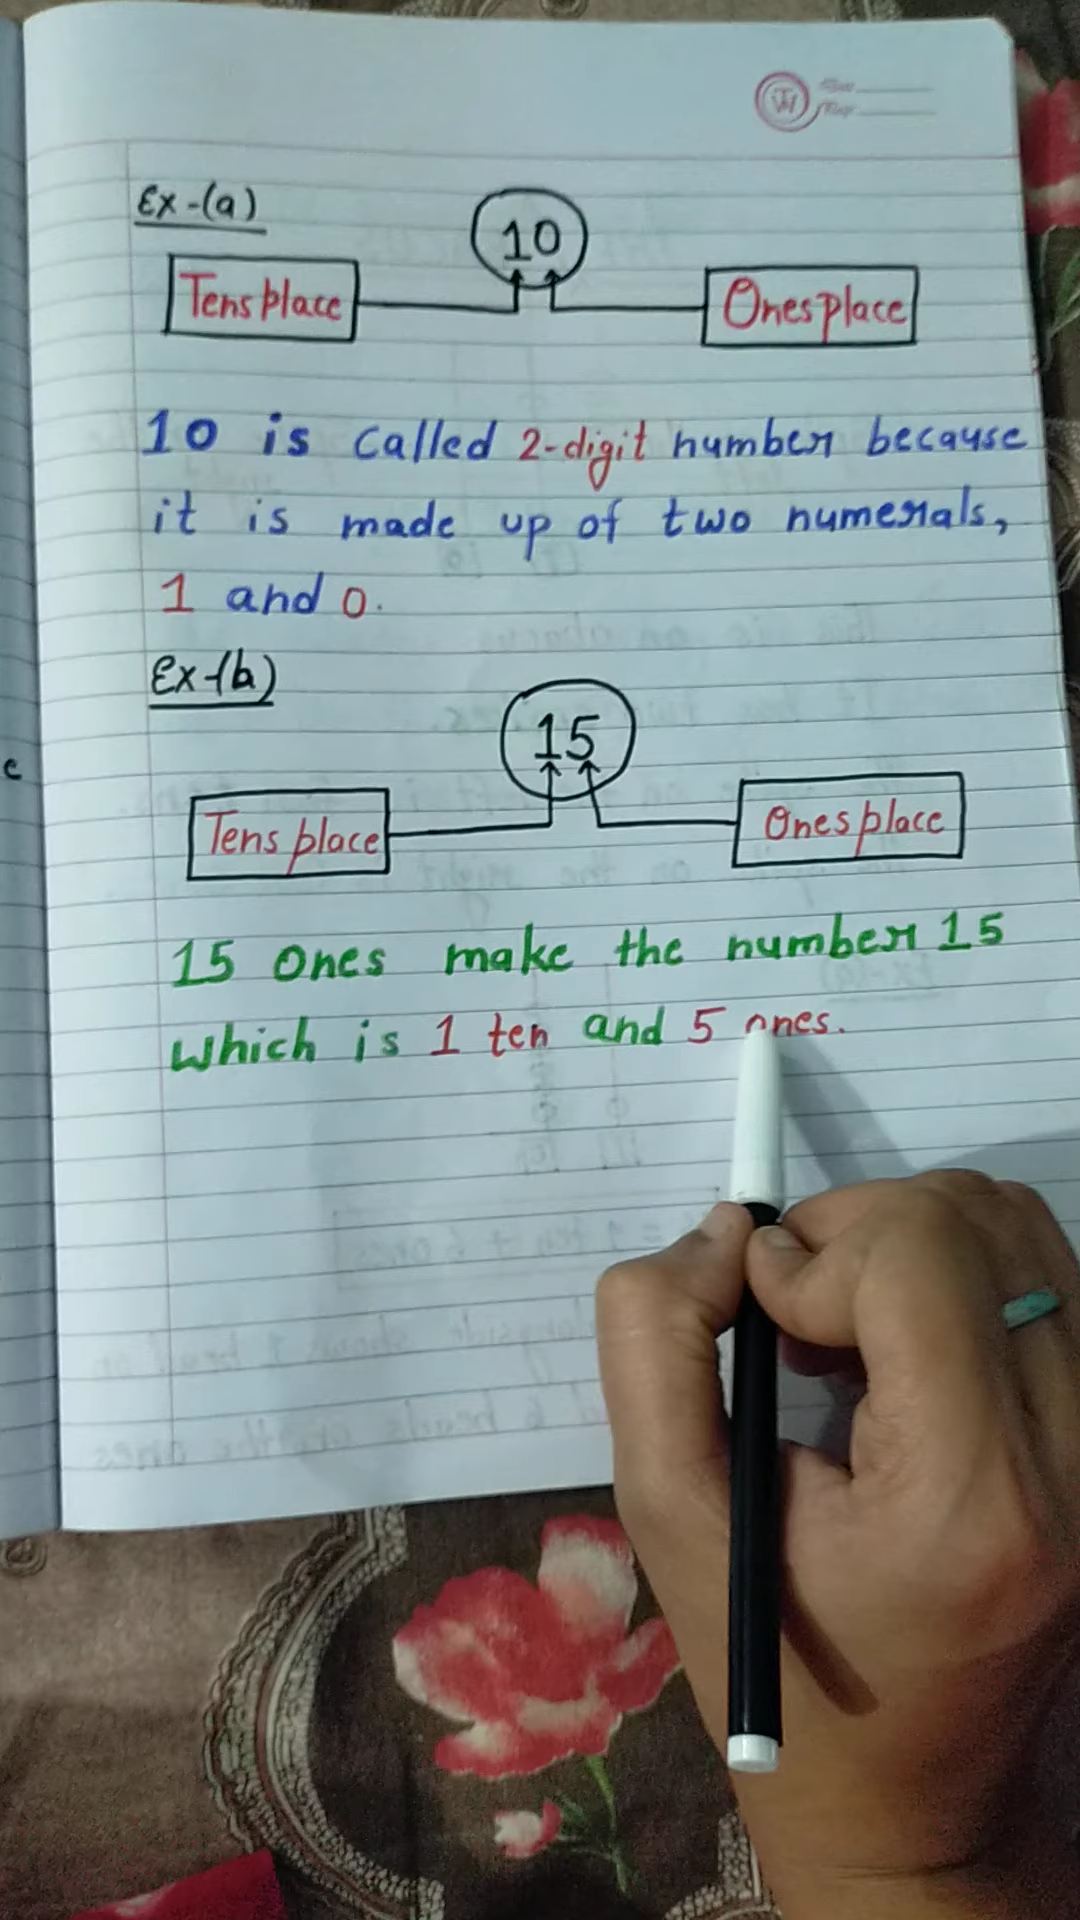 Ex-(a)
10
Tens place
Ones place
10 is called 2-digit number because
it is made up of two numerals,
1 and 0.
Ex-(b)
15
Tens place
Ones place
15 ones make the number 15
which is 1 ten and 5 ones.
c